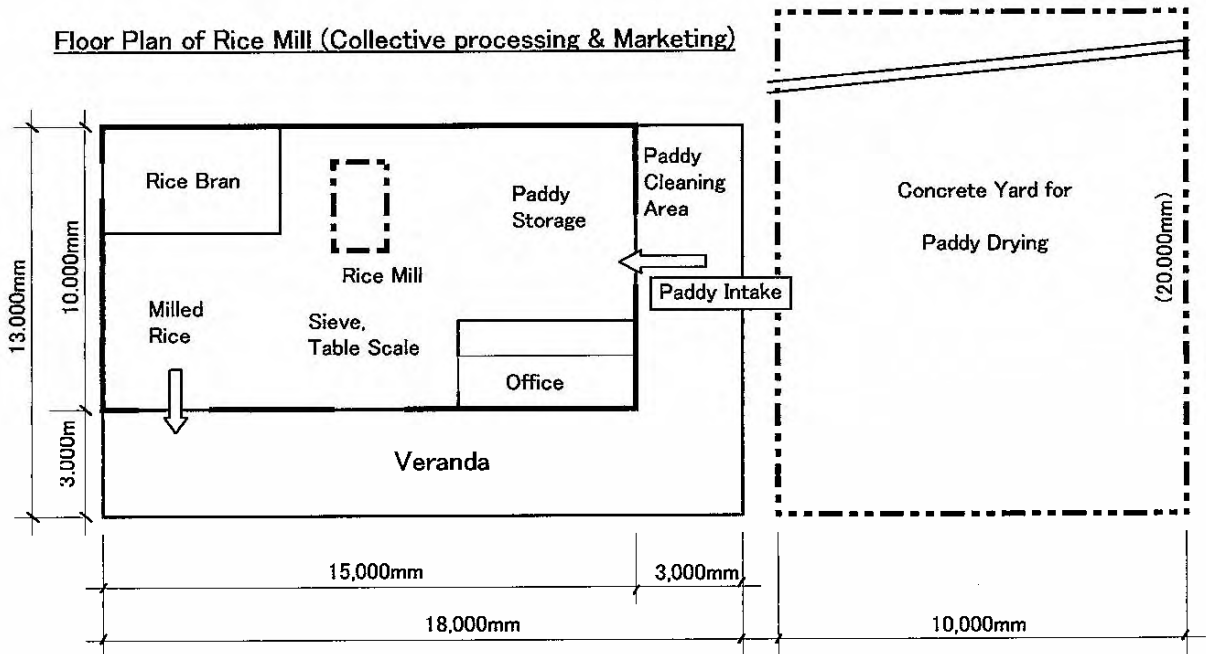 Floor Plan of Rice Mill (Collective processing & Marketing)
Rice Bran
Paddy
Storage
Paddy
Cleaning
Area
Concrete Yard for
Paddy Drying
(20.000mm)
13.000mm
10.000mm
3.000m
Rice Mill
Paddy Intake
Milled
Rice
Sieve,
Table Scale
Office
Veranda
15,000mm
3,000mm
18,000mm
10,000mm